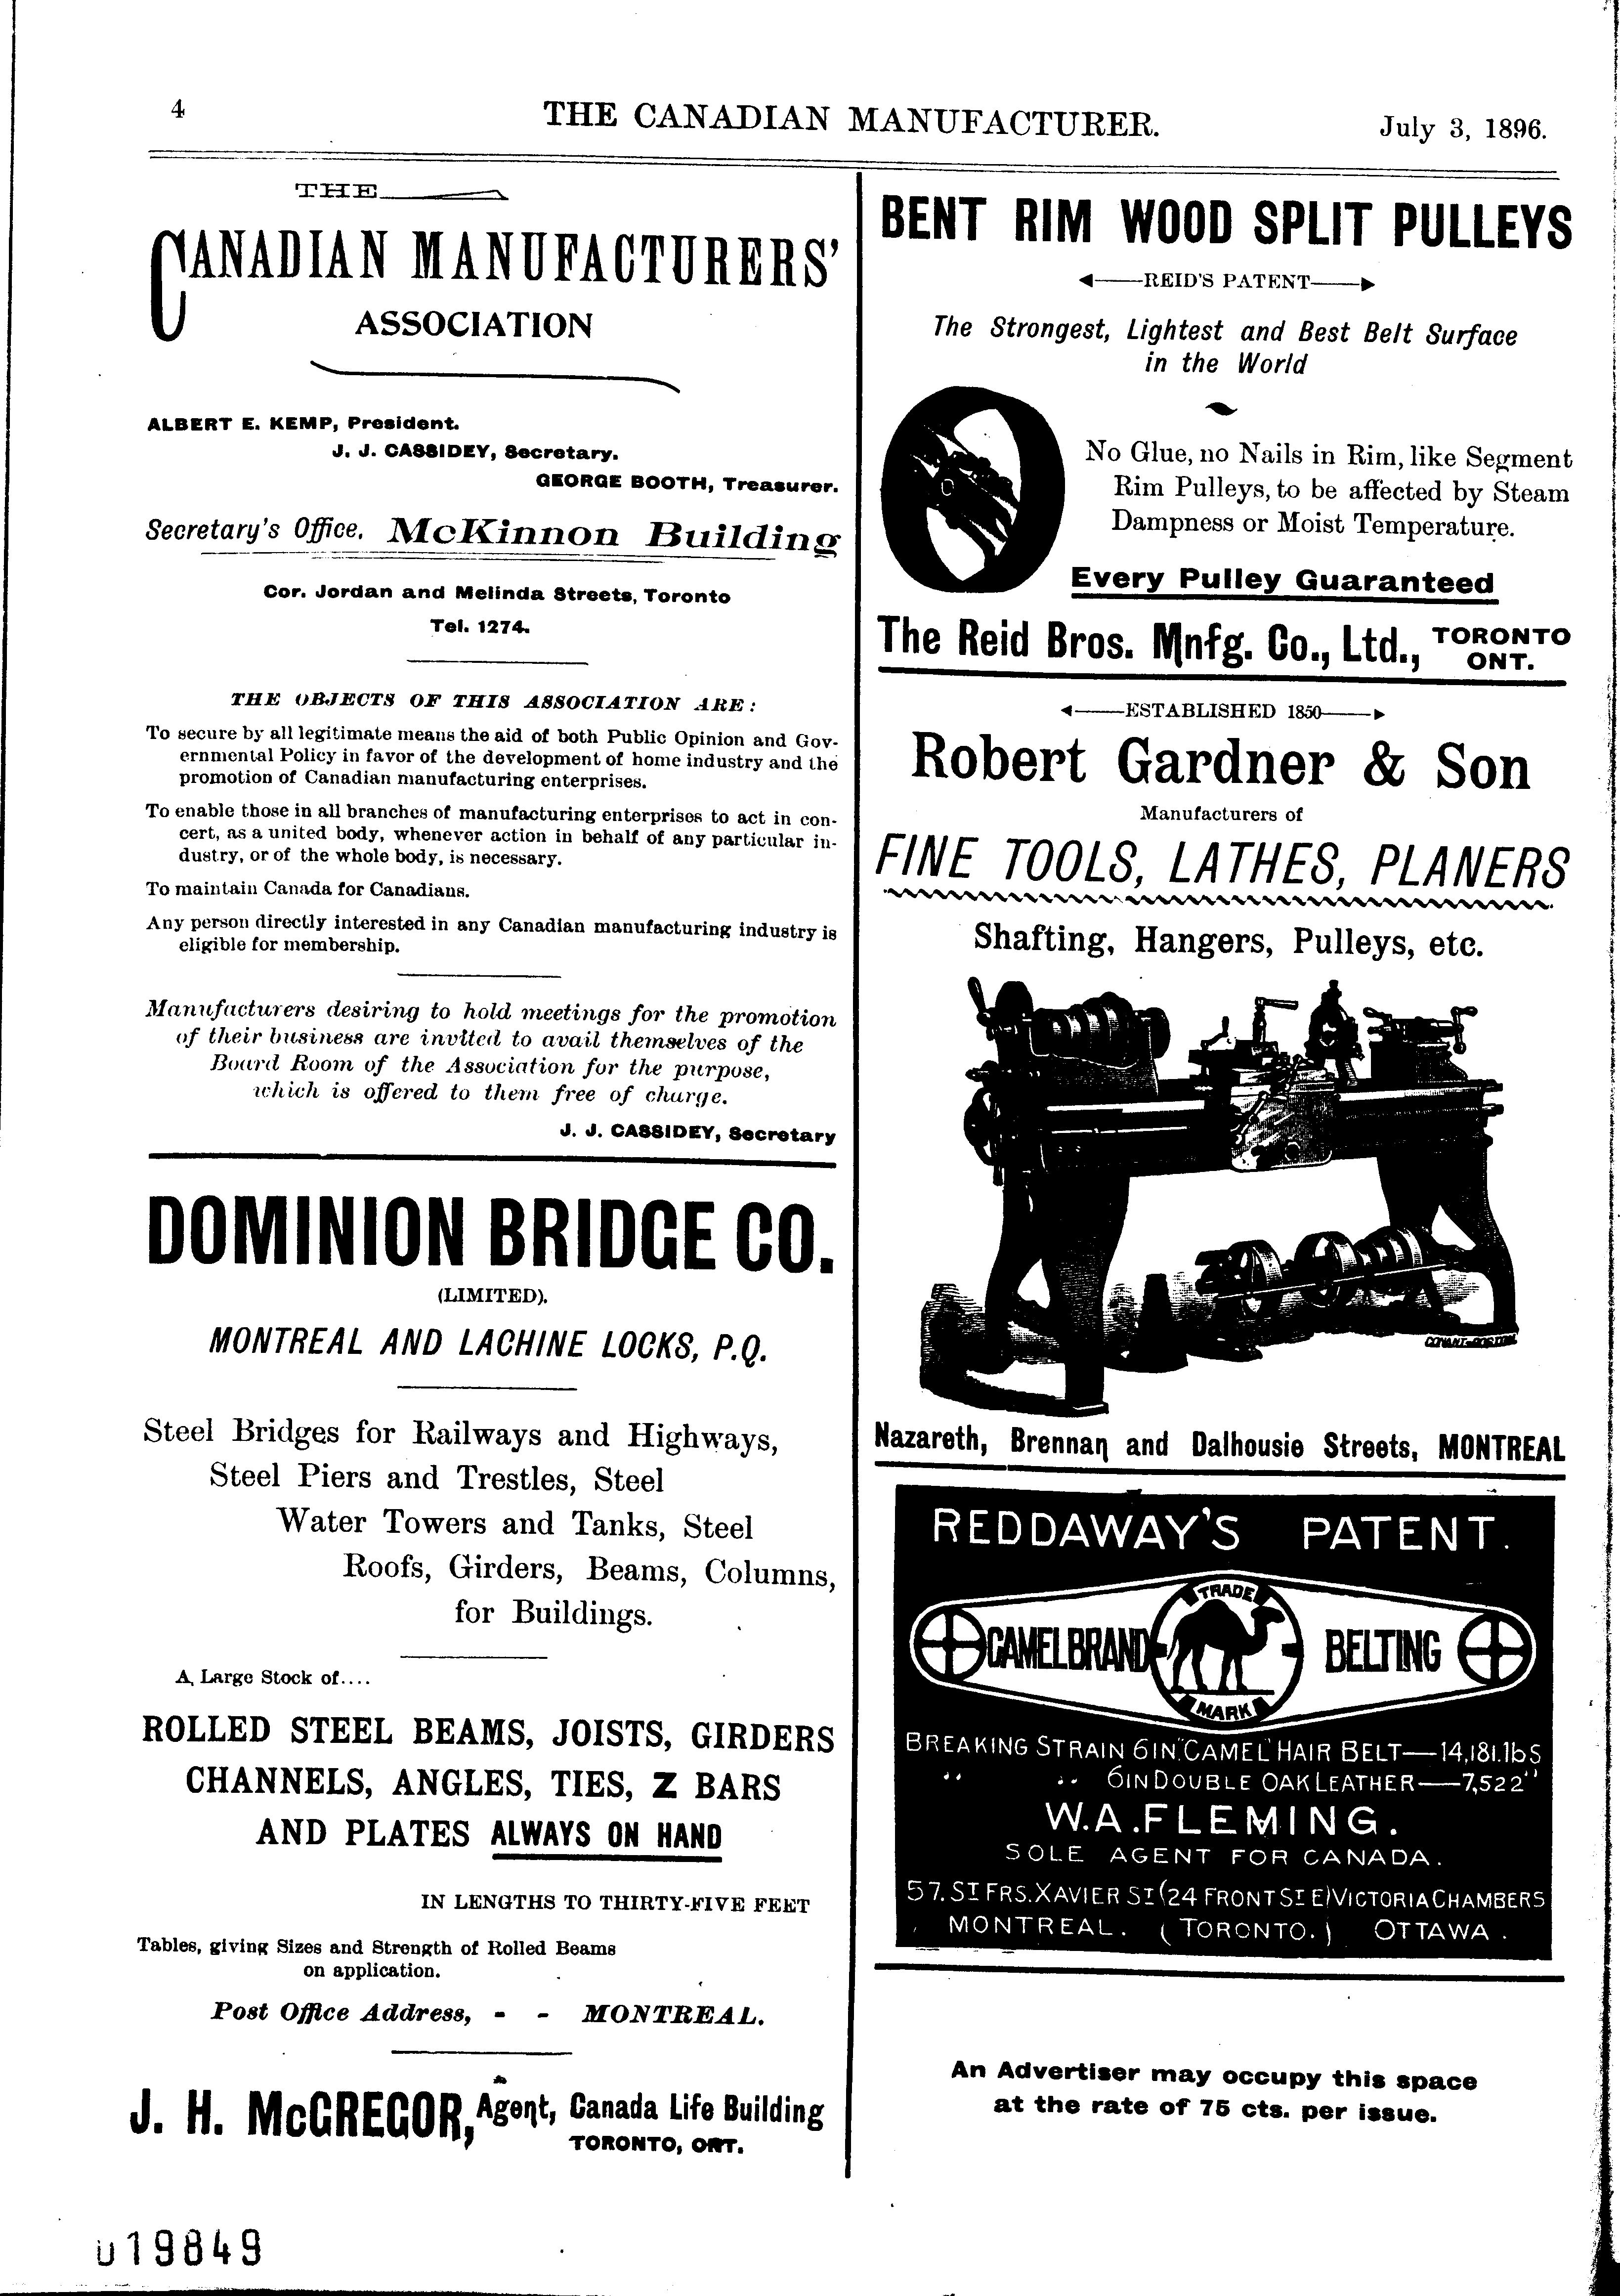 4
THE CANADIAN MANUFACTURER.
July 3, 1896.
THE
CANADIAN MANUFACTURERS'
ASSOCIATION
ALBERT E. KEMP, President.
J. J. CASSIDEY, Secretary.
GEORGE BOOTH, Treasurer.
Secretary's Office, McKinnon Building
Cor. Jordan and Melinda Streets, Toronto
Tel. 1274.
THE OBJECTS OF THIS ASSOCIATION ARE:
To secure by all legitimate means the aid of both Public Opinion and Gov-
ernmental Policy in favor of the development of home industry and the
promotion of Canadian manufacturing enterprises.
To enable those in all branches of manufacturing enterprises to act in con-
cert, as a united body, whenever action in behalf of any particular in-
dustry, or of the whole body, is necessary.
To maintain Canada for Canadians.
Any person directly interested in any Canadian manufacturing industry is
eligible for membership.
Manufacturers desiring to hold meetings for the promotion
of their business are invited to avail themselves of the
Board Room of the Association for the purpose,
which is offered to them free of charge.
J. J. CASSIDEY, Secretary
DOMINION BRIDGE CO.
(LIMITED).
MONTREAL AND LACHINE LOCKS, P.Q.
Steel Bridges for Railways and Highways,
Steel Piers and Trestles, Steel
Water Towers and Tanks, Steel
Roofs, Girders, Beams, Columns,
for Buildings.
A Large Stock of....
ROLLED STEEL BEAMS, JOISTS, GIRDERS
CHANNELS, ANGLES, TIES, Z BARS
AND PLATES ALWAYS ON HAND
IN LENGTHS TO THIRTY-FIVE FEET
Tables, giving Sizes and Strength of Rolled Beams
on application.
Post Office Address, - - MONTREAL.
J. H. McGREGOR, Agent, Canada Life Building
TORONTO, ONT.
BENT RIM WOOD SPLIT PULLEYS
REID'S PATENT
The Strongest, Lightest and Best Belt Surface
in the World
No Glue, no Nails in Rim, like Segment
Rim Pulleys, to be affected by Steam
Dampness or Moist Temperature.
Every Pulley Guaranteed
The Reid Bros. Mnfg. Co., Ltd., TORONTO
ONT.
ESTABLISHED 1850
Robert Gardner & Son
Manufacturers of
FINE TOOLS, LATHES, PLANERS
Shafting, Hangers, Pulleys, etc.
Nazareth, Brennan and Dalhousie Streets, MONTREAL
REDDAWAY'S PATENT.
TRADE
CAMEL BRAND BELTING
MARK
BREAKING STRAIN 6 IN. "CAMEL" HAIR BELT—14,181. lbs
" " 6 IN DOUBLE OAK LEATHER—7,522 "
W. A. FLEMING.
SOLE AGENT FOR CANADA.
57. ST FRS. XAVIER ST (24 FRONT ST E) VICTORIA CHAMBERS
MONTREAL. (TORONTO.) OTTAWA.
An Advertiser may occupy this space
at the rate of 75 cts. per issue.
19849